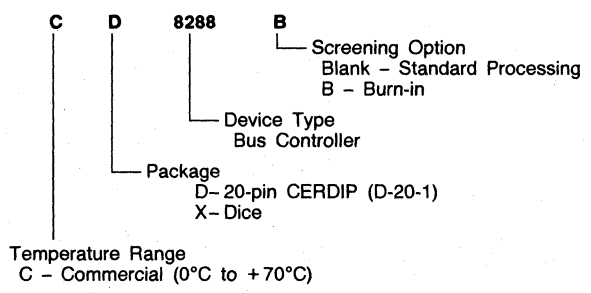 C D 8288 B
Screening Option
Blank – Standard Processing
B – Burn-in
Device Type
Bus Controller
Package
D– 20-pin CERDIP (D-20-1)
X– Dice
Temperature Range
C – Commercial (0°C to +70°C)